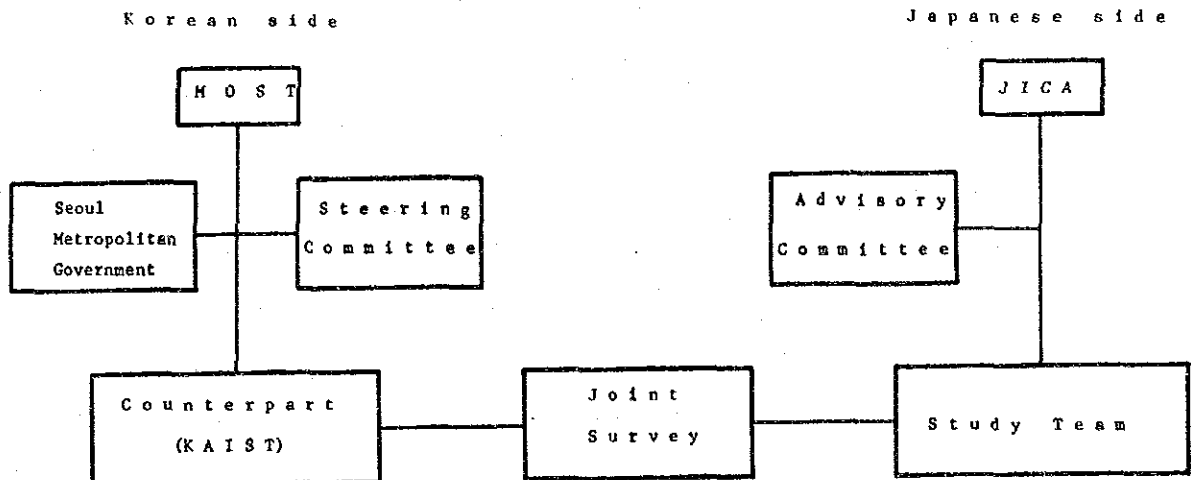 Korean side
Japanese side
MOST
JICA
Seoul
Metropolitan
Government
Steering
Committee
Advisory
Committee
Counterpart
(KAIST)
Joint
Survey
Study Team